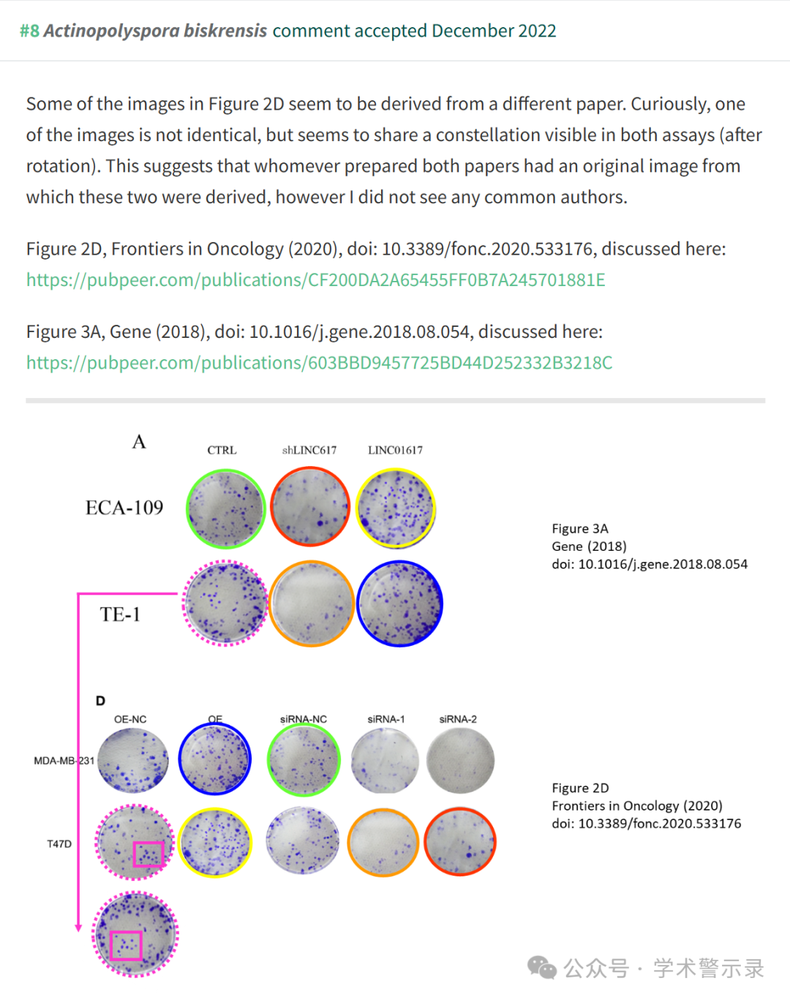 #8 Actinopolyspora biskrensis comment accepted December 2022
Some of the images in Figure 2D seem to be derived from a different paper. Curiously, one
of the images is not identical, but seems to share a constellation visible in both assays (after
rotation). This suggests that whomever prepared both papers had an original image from
which these two were derived, however I did not see any common authors.
Figure 2D, Frontiers in Oncology (2020), doi: 10.3389/fonc.2020.533176, discussed here:
https://pubpeer.com/publications/CF200DA2A65455FF0B7A245701881E
Figure 3A, Gene (2018), doi: 10.1016/j.gene.2018.08.054, discussed here:
https://pubpeer.com/publications/603BBD9457725BD44D252332B3218C
A
CTRL shLINC617 LINC01617
ECA-109
Figure 3A
Gene (2018)
doi: 10.1016/j.gene.2018.08.054
TE-1
D
OE-NC OE siRNA-NC siRNA-1 siRNA-2
MDA-MB-231
Figure 2D
Frontiers in Oncology (2020)
doi: 10.3389/fonc.2020.533176
T47D
公众号 · 学术警示录